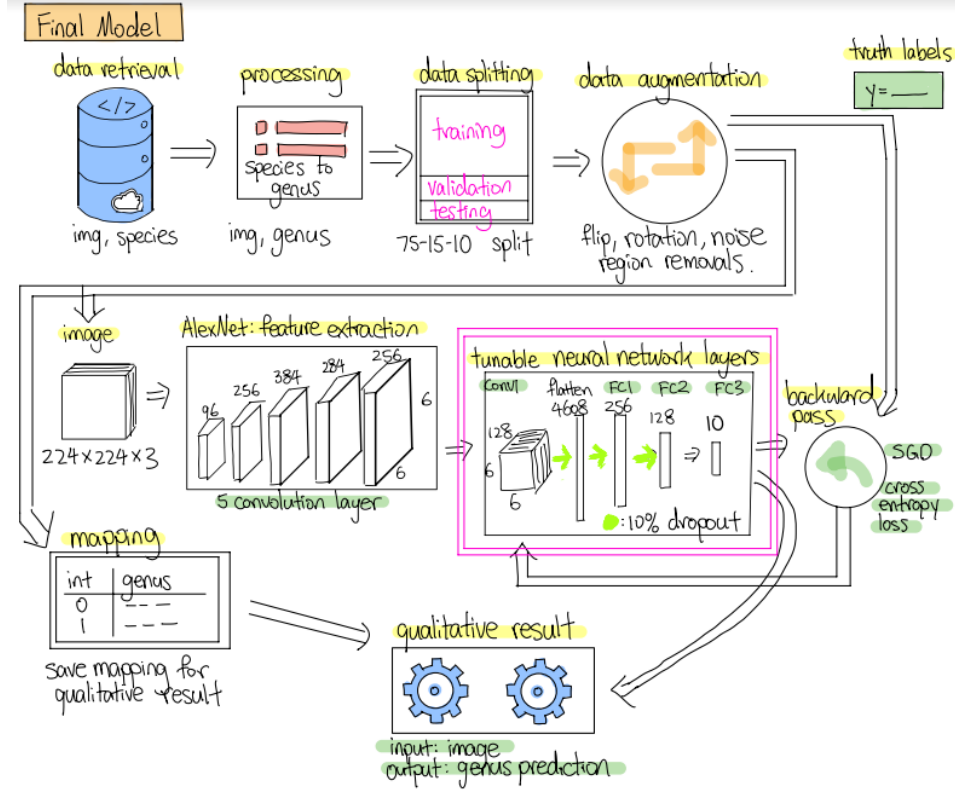 Final Model
data retrieval
</>
img, species
processing
species to
genus
img, genus
data splitting
training
validation
testing
75-15-10 split
data augmentation
flip, rotation, noise
region removals.
truth labels
y=
image
224x224x3
AlexNet: feature extraction
96
256
384
284
256
6
6
5 convolution layer
tunable neural network layers
Conv1
flatten
FC1
FC2
FC3
4608
256
128
10
128
6
6
:10% dropout
backward
pass
SGD
cross
entropy
loss
mapping
int genus
0 ---
1 ---
save mapping for
qualitative result
qualitative result
input: image
output: genus prediction